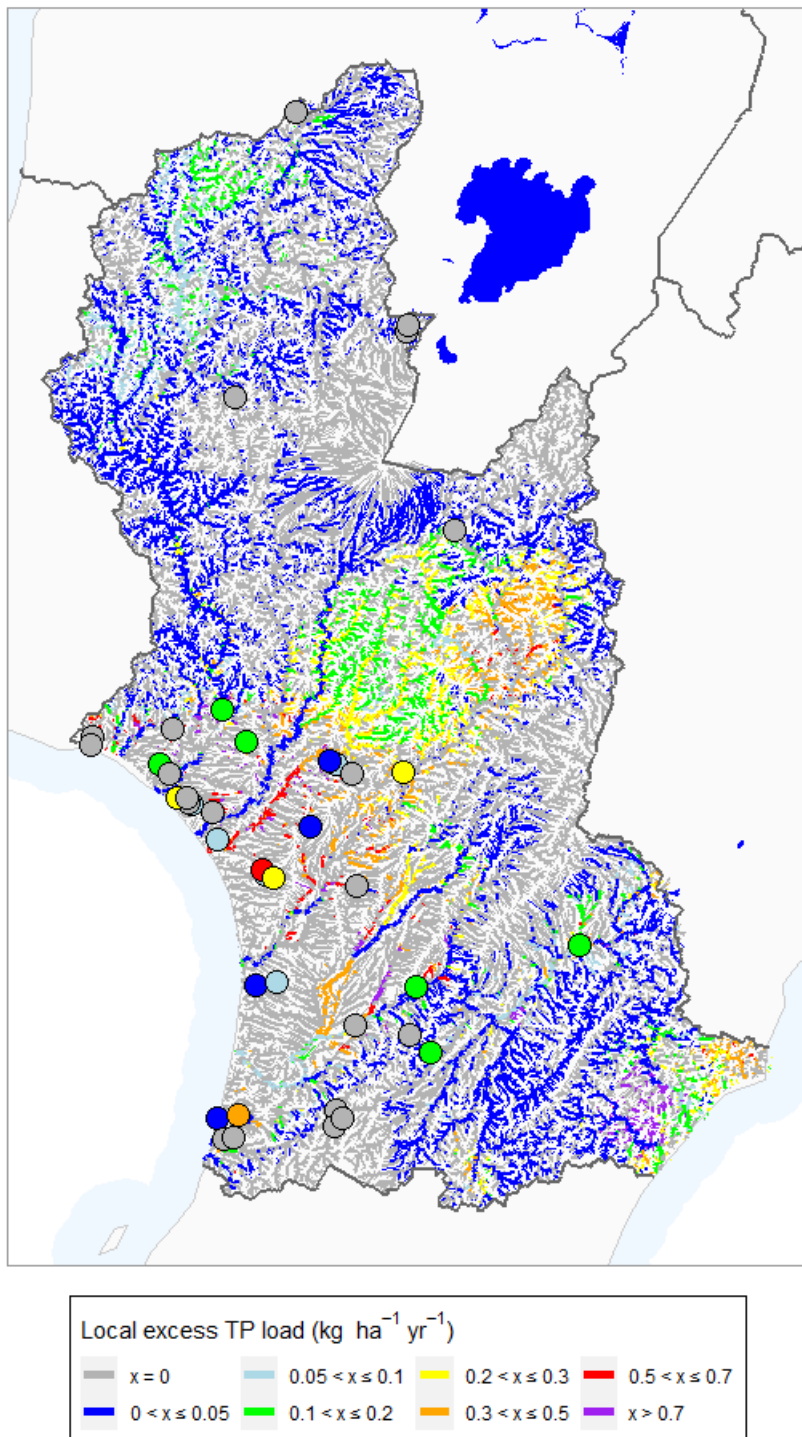 Local excess TP load (kg ha⁻¹ yr⁻¹)
x = 0 0.05 < x ≤ 0.1 0.2 < x ≤ 0.3 0.5 < x ≤ 0.7
0 < x ≤ 0.05 0.1 < x ≤ 0.2 0.3 < x ≤ 0.5 x > 0.7